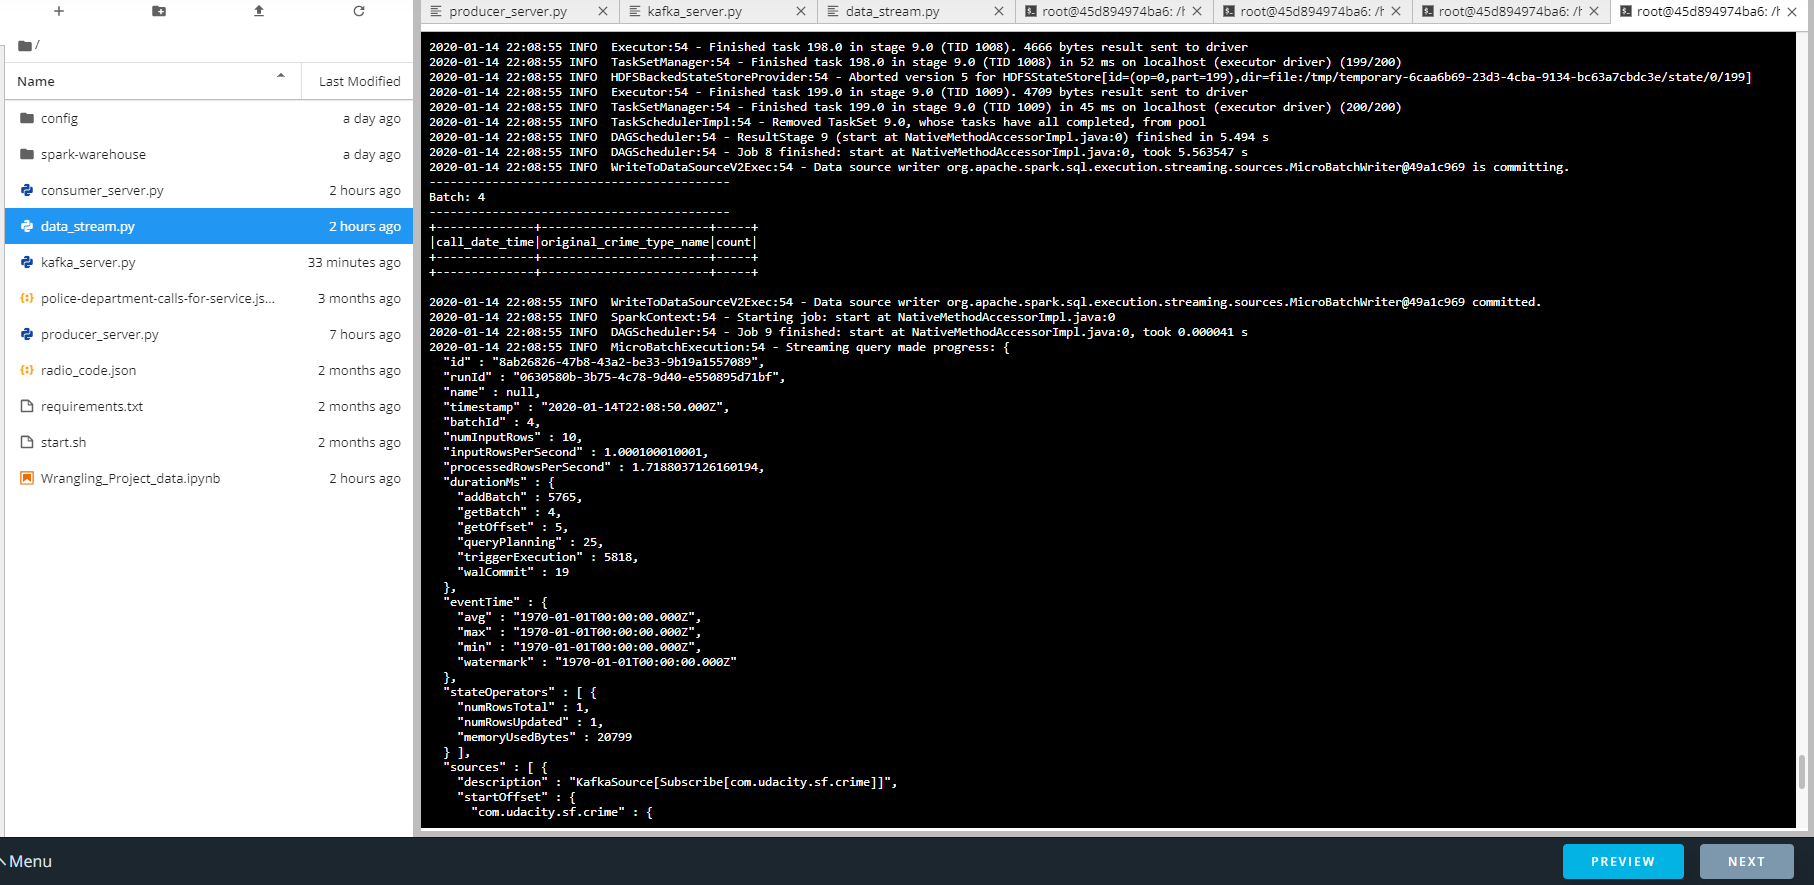 /
Name Last Modified
config a day ago
spark-warehouse a day ago
consumer_server.py 2 hours ago
data_stream.py 2 hours ago
kafka_server.py 33 minutes ago
police-department-calls-for-service.js... 3 months ago
producer_server.py 7 hours ago
radio_code.json 2 months ago
requirements.txt 2 months ago
start.sh 2 months ago
Wrangling_Project_data.ipynb 2 hours ago
producer_server.py kafka_server.py data_stream.py root@45d894974ba6: /h root@45d894974ba6: /h root@45d894974ba6: /h root@45d894974ba6: /h
2020-01-14 22:08:55 INFO  Executor:54 - Finished task 198.0 in stage 9.0 (TID 1008). 4666 bytes result sent to driver
2020-01-14 22:08:55 INFO  TaskSetManager:54 - Finished task 198.0 in stage 9.0 (TID 1008) in 52 ms on localhost (executor driver) (199/200)
2020-01-14 22:08:55 INFO  HDFSBackedStateStoreProvider:54 - Aborted version 5 for HDFSStateStore[id=(op=0,part=199),dir=file:/tmp/temporary-6caa6b69-23d3-4cba-9134-bc63a7cbdc3e/state/0/199]
2020-01-14 22:08:55 INFO  Executor:54 - Finished task 199.0 in stage 9.0 (TID 1009). 4709 bytes result sent to driver
2020-01-14 22:08:55 INFO  TaskSetManager:54 - Finished task 199.0 in stage 9.0 (TID 1009) in 45 ms on localhost (executor driver) (200/200)
2020-01-14 22:08:55 INFO  TaskSchedulerImpl:54 - Removed TaskSet 9.0, whose tasks have all completed, from pool
2020-01-14 22:08:55 INFO  DAGScheduler:54 - ResultStage 9 (start at NativeMethodAccessorImpl.java:0) finished in 5.494 s
2020-01-14 22:08:55 INFO  DAGScheduler:54 - Job 8 finished: start at NativeMethodAccessorImpl.java:0, took 5.563547 s
2020-01-14 22:08:55 INFO  WriteToDataSourceV2Exec:54 - Data source writer org.apache.spark.sql.execution.streaming.sources.MicroBatchWriter@49a1c969 is committing.
-------------------------------------------
Batch: 4
-------------------------------------------
+--------------+------------------------+-----+
|call_date_time|original_crime_type_name|count|
+--------------+------------------------+-----+
+--------------+------------------------+-----+
2020-01-14 22:08:55 INFO  WriteToDataSourceV2Exec:54 - Data source writer org.apache.spark.sql.execution.streaming.sources.MicroBatchWriter@49a1c969 committed.
2020-01-14 22:08:55 INFO  SparkContext:54 - Starting job: start at NativeMethodAccessorImpl.java:0
2020-01-14 22:08:55 INFO  DAGScheduler:54 - Job 9 finished: start at NativeMethodAccessorImpl.java:0, took 0.000041 s
2020-01-14 22:08:55 INFO  MicroBatchExecution:54 - Streaming query made progress: {
"id" : "8ab26826-47b8-43a2-be33-9b19a1557089",
"runId" : "0630580b-3b75-4c78-9d40-e550895d71bf",
"name" : null,
"timestamp" : "2020-01-14T22:08:50.000Z",
"batchId" : 4,
"numInputRows" : 10,
"inputRowsPerSecond" : 1.000100010001,
"processedRowsPerSecond" : 1.7188037126160194,
"durationMs" : {
"addBatch" : 5765,
"getBatch" : 4,
"getOffset" : 5,
"queryPlanning" : 25,
"triggerExecution" : 5818,
"walCommit" : 19
},
"eventTime" : {
"avg" : "1970-01-01T00:00:00.000Z",
"max" : "1970-01-01T00:00:00.000Z",
"min" : "1970-01-01T00:00:00.000Z",
"watermark" : "1970-01-01T00:00:00.000Z"
},
"stateOperators" : [ {
"numRowsTotal" : 1,
"numRowsUpdated" : 1,
"memoryUsedBytes" : 20799
} ],
"sources" : [ {
"description" : "KafkaSource[Subscribe[com.udacity.sf.crime]]",
"startOffset" : {
"com.udacity.sf.crime" : {
Menu PREVIEW NEXT